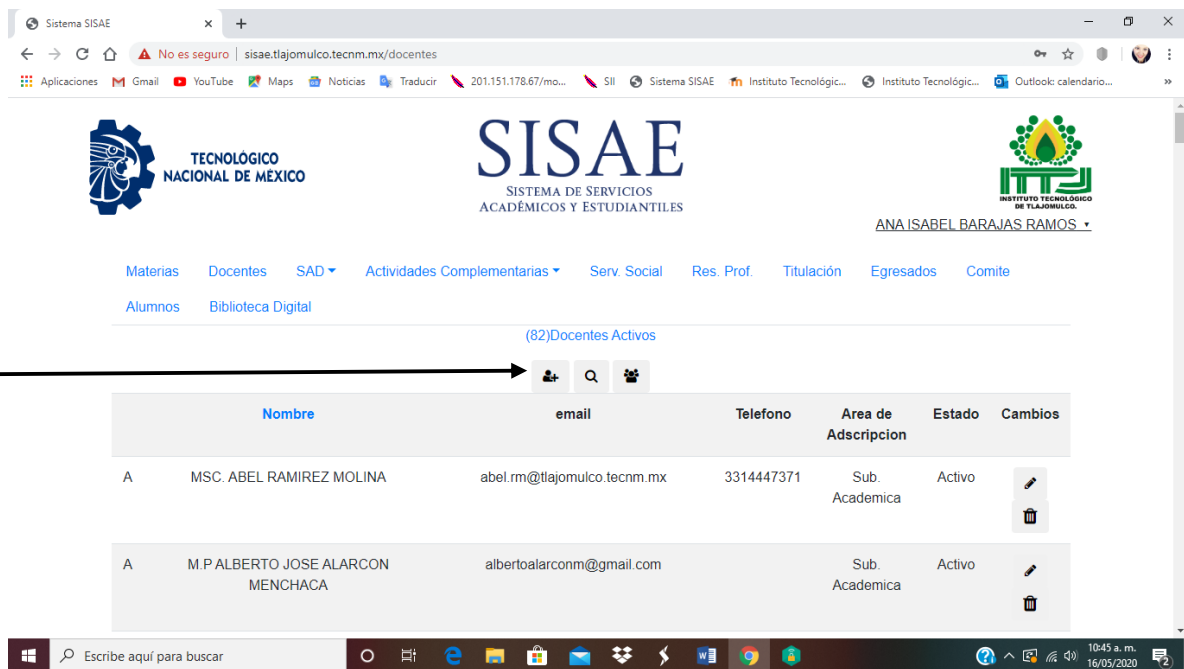 Sistema SISAE
No es seguro | sisae.tlajomulco.tecnm.mx/docentes
Aplicaciones Gmail YouTube Maps Noticias Traducir 201.151.178.67/mo... SII Sistema SISAE Instituto Tecnológic... Instituto Tecnológic... Outlook: calendario... »
TECNOLÓGICO
NACIONAL DE MÉXICO
SISAE
SISTEMA DE SERVICIOS
ACADÉMICOS Y ESTUDIANTILES
INSTITUTO TECNOLÓGICO
DE TLAJOMULCO.
ANA ISABEL BARAJAS RAMOS
Materias Docentes SAD Actividades Complementarias Serv. Social Res. Prof. Titulación Egresados Comite
Alumnos Biblioteca Digital
(82)Docentes Activos
Nombre email Telefono Area de Adscripcion Estado Cambios
A MSC. ABEL RAMIREZ MOLINA abel.rm@tlajomulco.tecnm.mx 3314447371 Sub. Academica Activo
A M.P ALBERTO JOSE ALARCON MENCHACA albertoalarconm@gmail.com Sub. Academica Activo
Escribe aquí para buscar
10:45 a. m.
16/05/2020